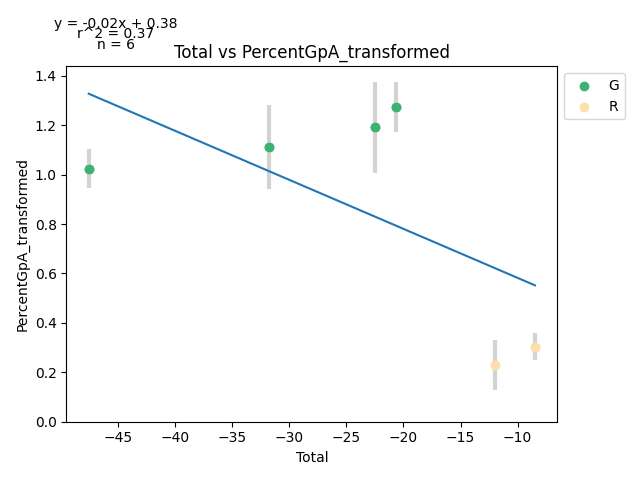 y = -0.02x + 0.38
r^2 = 0.37
n = 6
Total vs PercentGpA_transformed
G
R
PercentGpA_transformed
1.4
1.2
1.0
0.8
0.6
0.4
0.2
0.0
−45 −40 −35 −30 −25 −20 −15 −10
Total